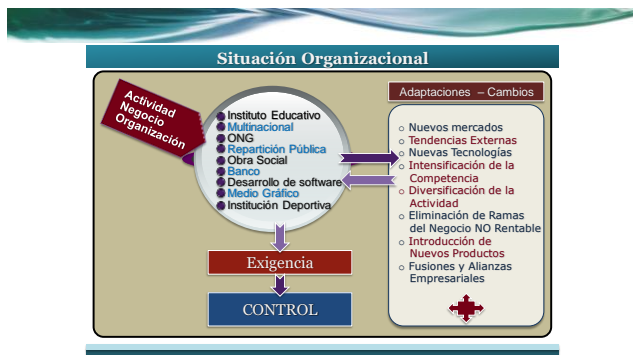 Situación Organizacional
Actividad
Negocio
Organización
Instituto Educativo
Multinacional
ONG
Repartición Pública
Obra Social
Banco
Desarrollo de software
Medio Gráfico
Institución Deportiva
Exigencia
CONTROL
Adaptaciones – Cambios
Nuevos mercados
Tendencias Externas
Nuevas Tecnologías
Intensificación de la
Competencia
Diversificación de la
Actividad
Eliminación de Ramas
del Negocio NO Rentable
Introducción de
Nuevos Productos
Fusiones y Alianzas
Empresariales